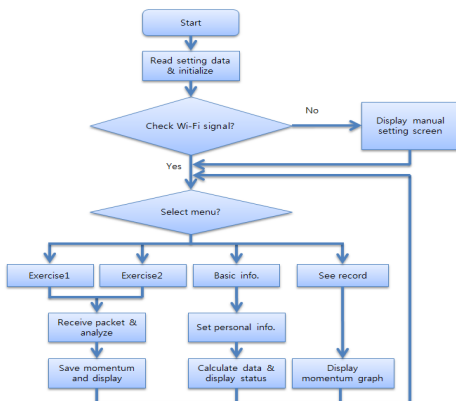 Start
Read setting data
& initialize
Check Wi-Fi signal?
No
Display manual
setting screen
Yes
Select menu?
Exercise1
Exercise2
Basic info.
See record
Receive packet &
analyze
Set personal info.
Save momentum
and display
Calculate data &
display status
Display
momentum graph